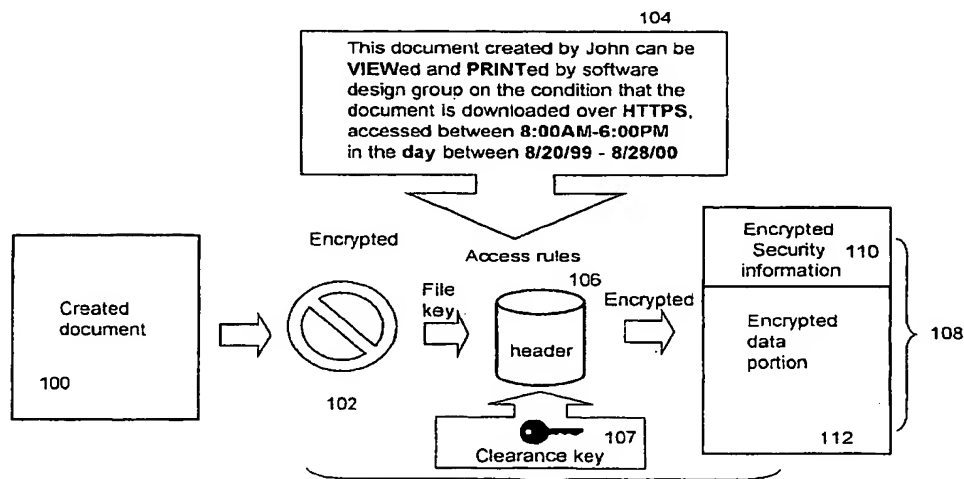 104
This document created by John can be
VIEWed and PRINTed by software
design group on the condition that the
document is downloaded over HTTPS,
accessed between 8:00AM-6:00PM
in the day between 8/20/99 - 8/28/00
Created
document
100
Encrypted
102
File
key
Access rules
106
header
107
Clearance key
Encrypted
Encrypted
Security
information
110
Encrypted
data
portion
112
108